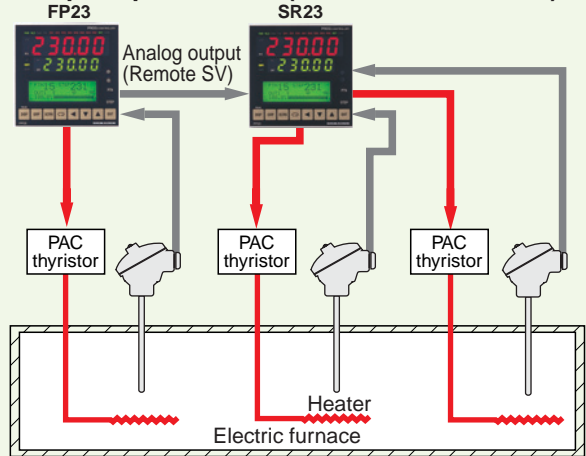 FP23
SR23
230.00
230.00
Analog output
(Remote SV)
230.00
230.00
PAC
thyristor
PAC
thyristor
PAC
thyristor
Heater
Electric furnace